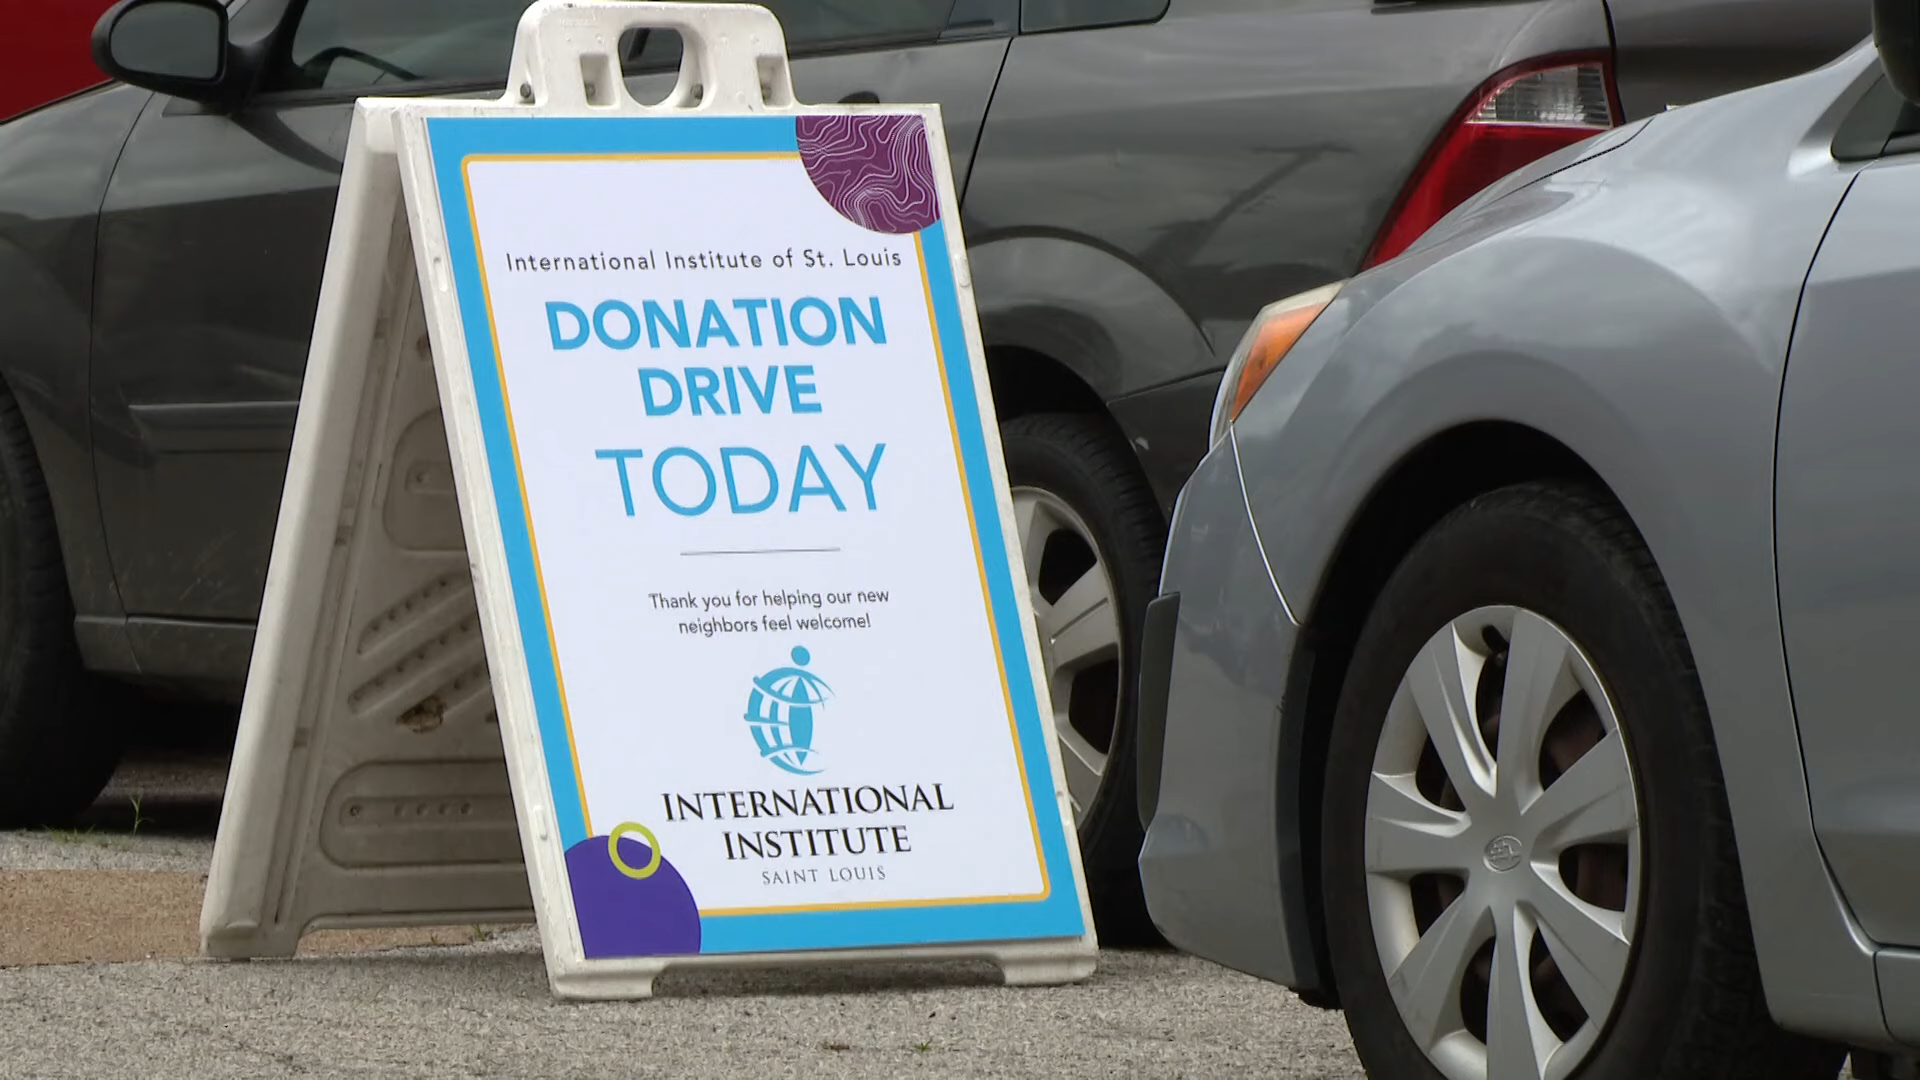 International Institute of St. Louis
DONATION
DRIVE
TODAY
Thank you for helping our new
neighbors feel welcome!
INTERNATIONAL
INSTITUTE
SAINT LOUIS